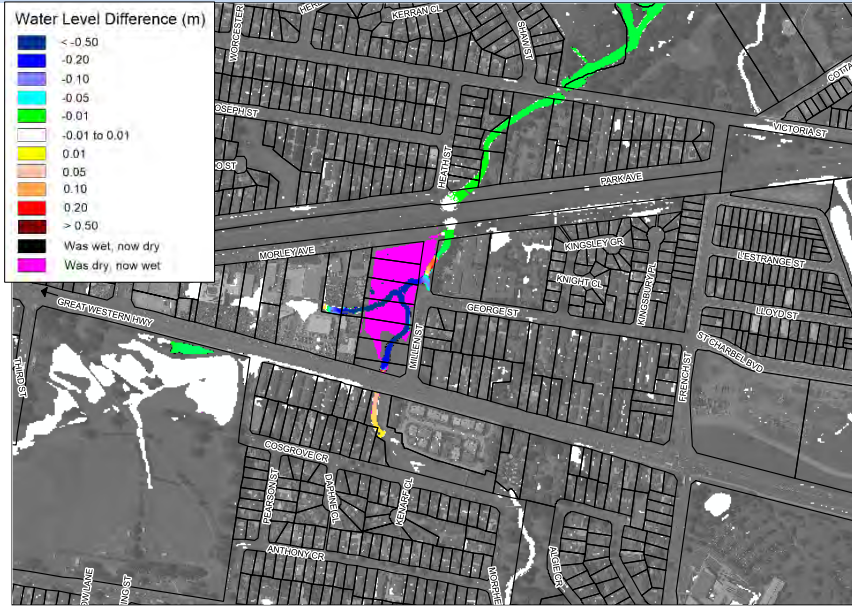 Water Level Difference (m)
< -0.50
-0.20
-0.10
-0.05
-0.01
-0.01 to 0.01
0.01
0.05
0.10
0.20
> 0.50
Was wet, now dry
Was dry, now wet
WORCESTER
KERRAN CL
SHAW ST
VICTORIA ST
HEATH ST
PARK AVE
MORLEY AVE
KINGSLEY GR
KNIGHT CL
KINGSBURY PL
L'ESTRANGE ST
LLOYD ST
GEORGE ST
GREAT WESTERN HWY
MILLEN ST
ST CHARBEL BVD
FRENCH ST
THIRD ST
COSGROVE CR
PEARSON ST
DAPHNE CL
KENARF CL
ANTHONY CR
ALGIE CR
MORPHE